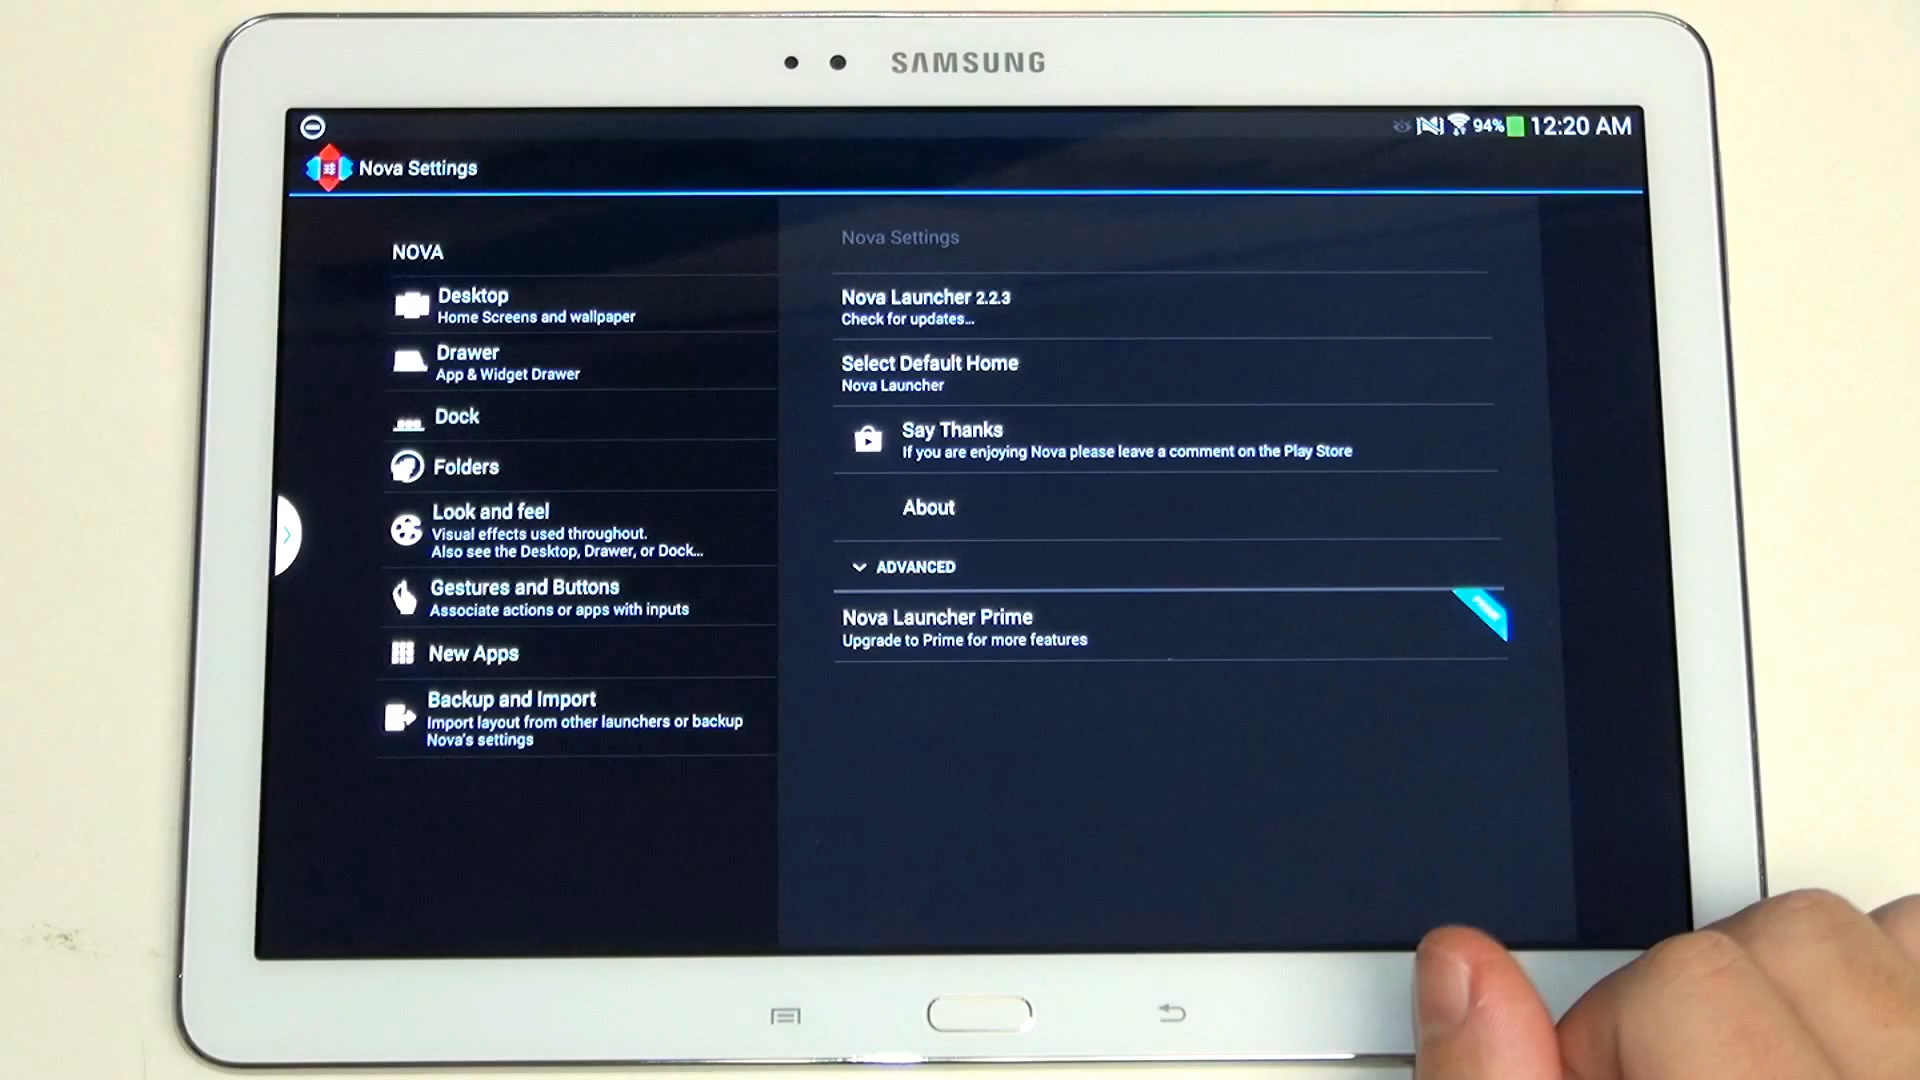 SAMSUNG
94% 12:20 AM
Nova Settings
NOVA
Desktop
Home Screens and wallpaper
Drawer
App & Widget Drawer
Dock
Folders
Look and feel
Visual effects used throughout.
Also see the Desktop, Drawer, or Dock...
Gestures and Buttons
Associate actions or apps with inputs
New Apps
Backup and Import
Import layout from other launchers or backup
Nova's settings
Nova Settings
Nova Launcher 2.2.3
Check for updates...
Select Default Home
Nova Launcher
Say Thanks
If you are enjoying Nova please leave a comment on the Play Store
About
ADVANCED
Nova Launcher Prime
Upgrade to Prime for more features